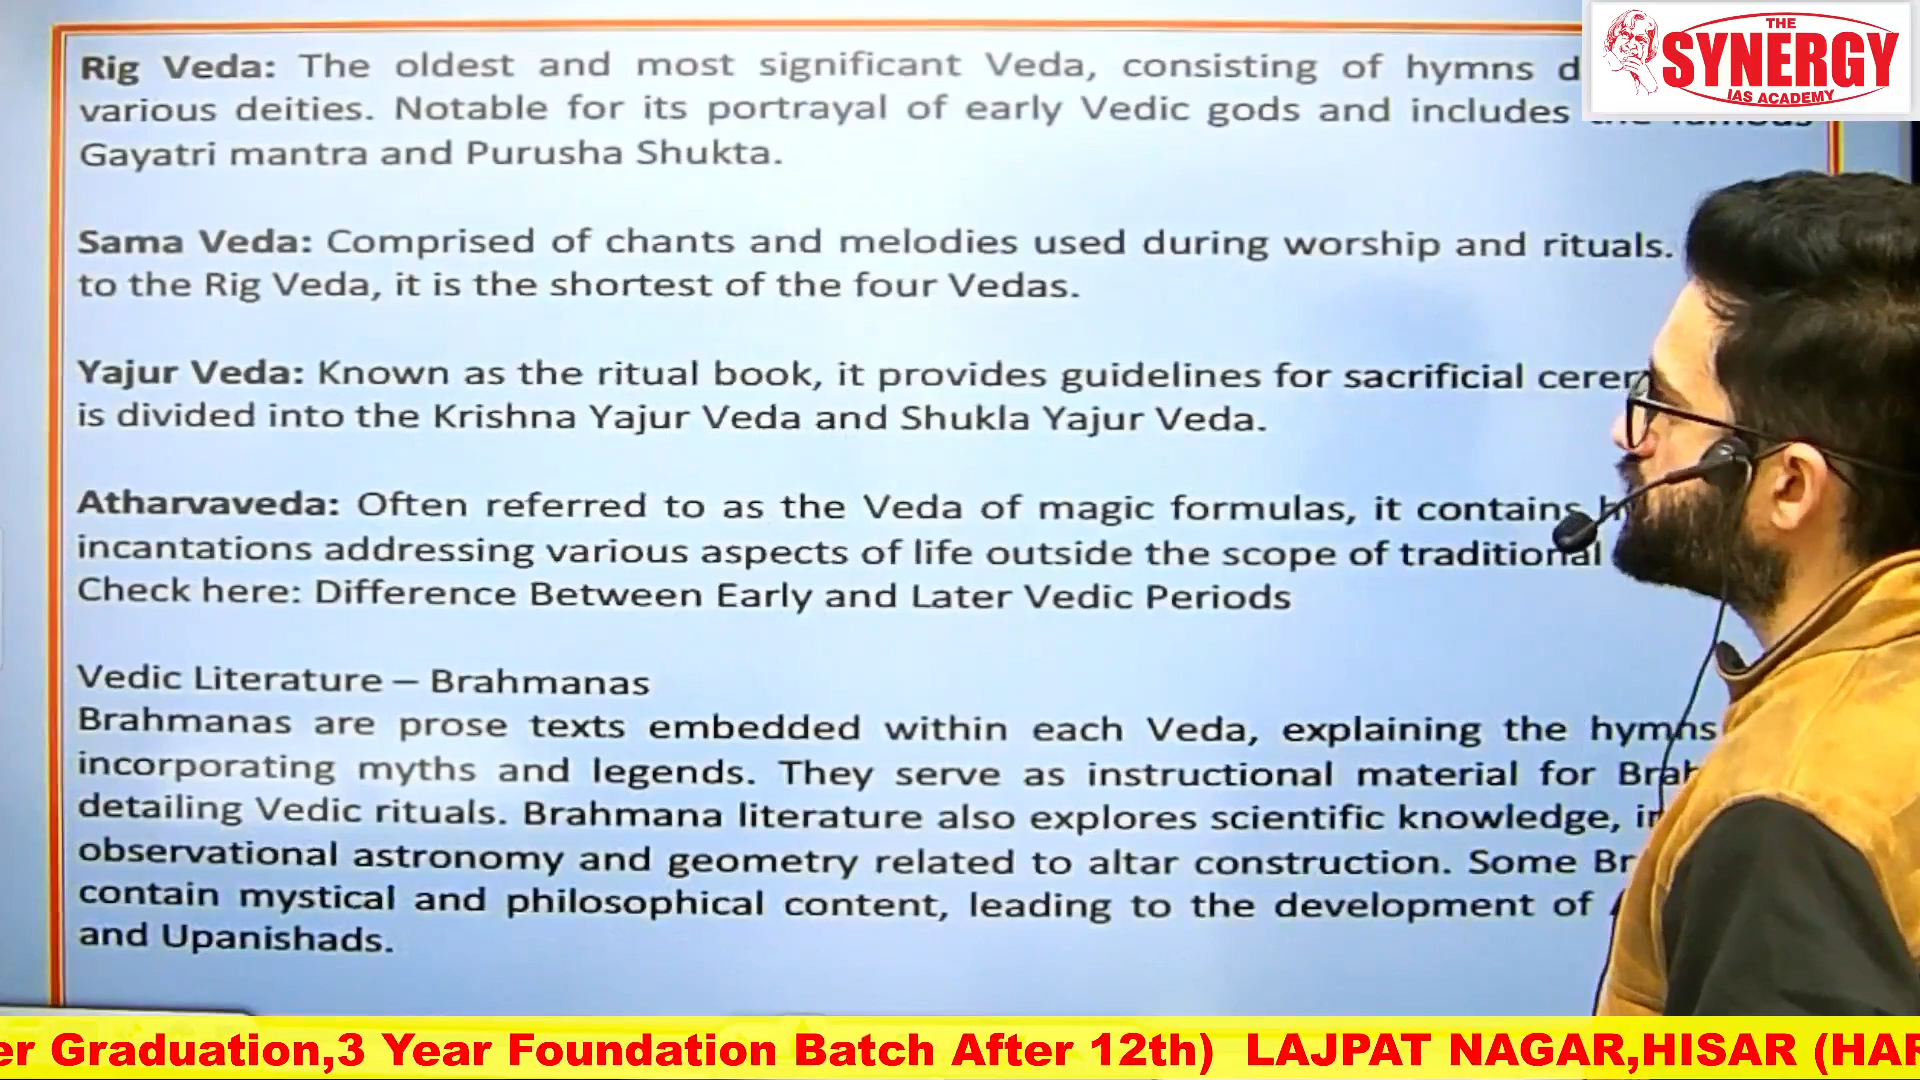 THE
SYNERGY
IAS ACADEMY
Rig Veda: The oldest and most significant Veda, consisting of hymns
various deities. Notable for its portrayal of early Vedic gods and includes the famous
Gayatri mantra and Purusha Shukta.
Sama Veda: Comprised of chants and melodies used during worship and rituals.
to the Rig Veda, it is the shortest of the four Vedas.
Yajur Veda: Known as the ritual book, it provides guidelines for sacrificial
is divided into the Krishna Yajur Veda and Shukla Yajur Veda.
Atharvaveda: Often referred to as the Veda of magic formulas, it contains
incantations addressing various aspects of life outside the scope of traditional
Check here: Difference Between Early and Later Vedic Periods
Vedic Literature – Brahmanas
Brahmanas are prose texts embedded within each Veda, explaining the hymns
incorporating myths and legends. They serve as instructional material for
detailing Vedic rituals. Brahmana literature also explores scientific knowledge,
observational astronomy and geometry related to altar construction. Some
contain mystical and philosophical content, leading to the development of
and Upanishads.
er Graduation,3 Year Foundation Batch After 12th) LAJPAT NAGAR,HISAR (HAR